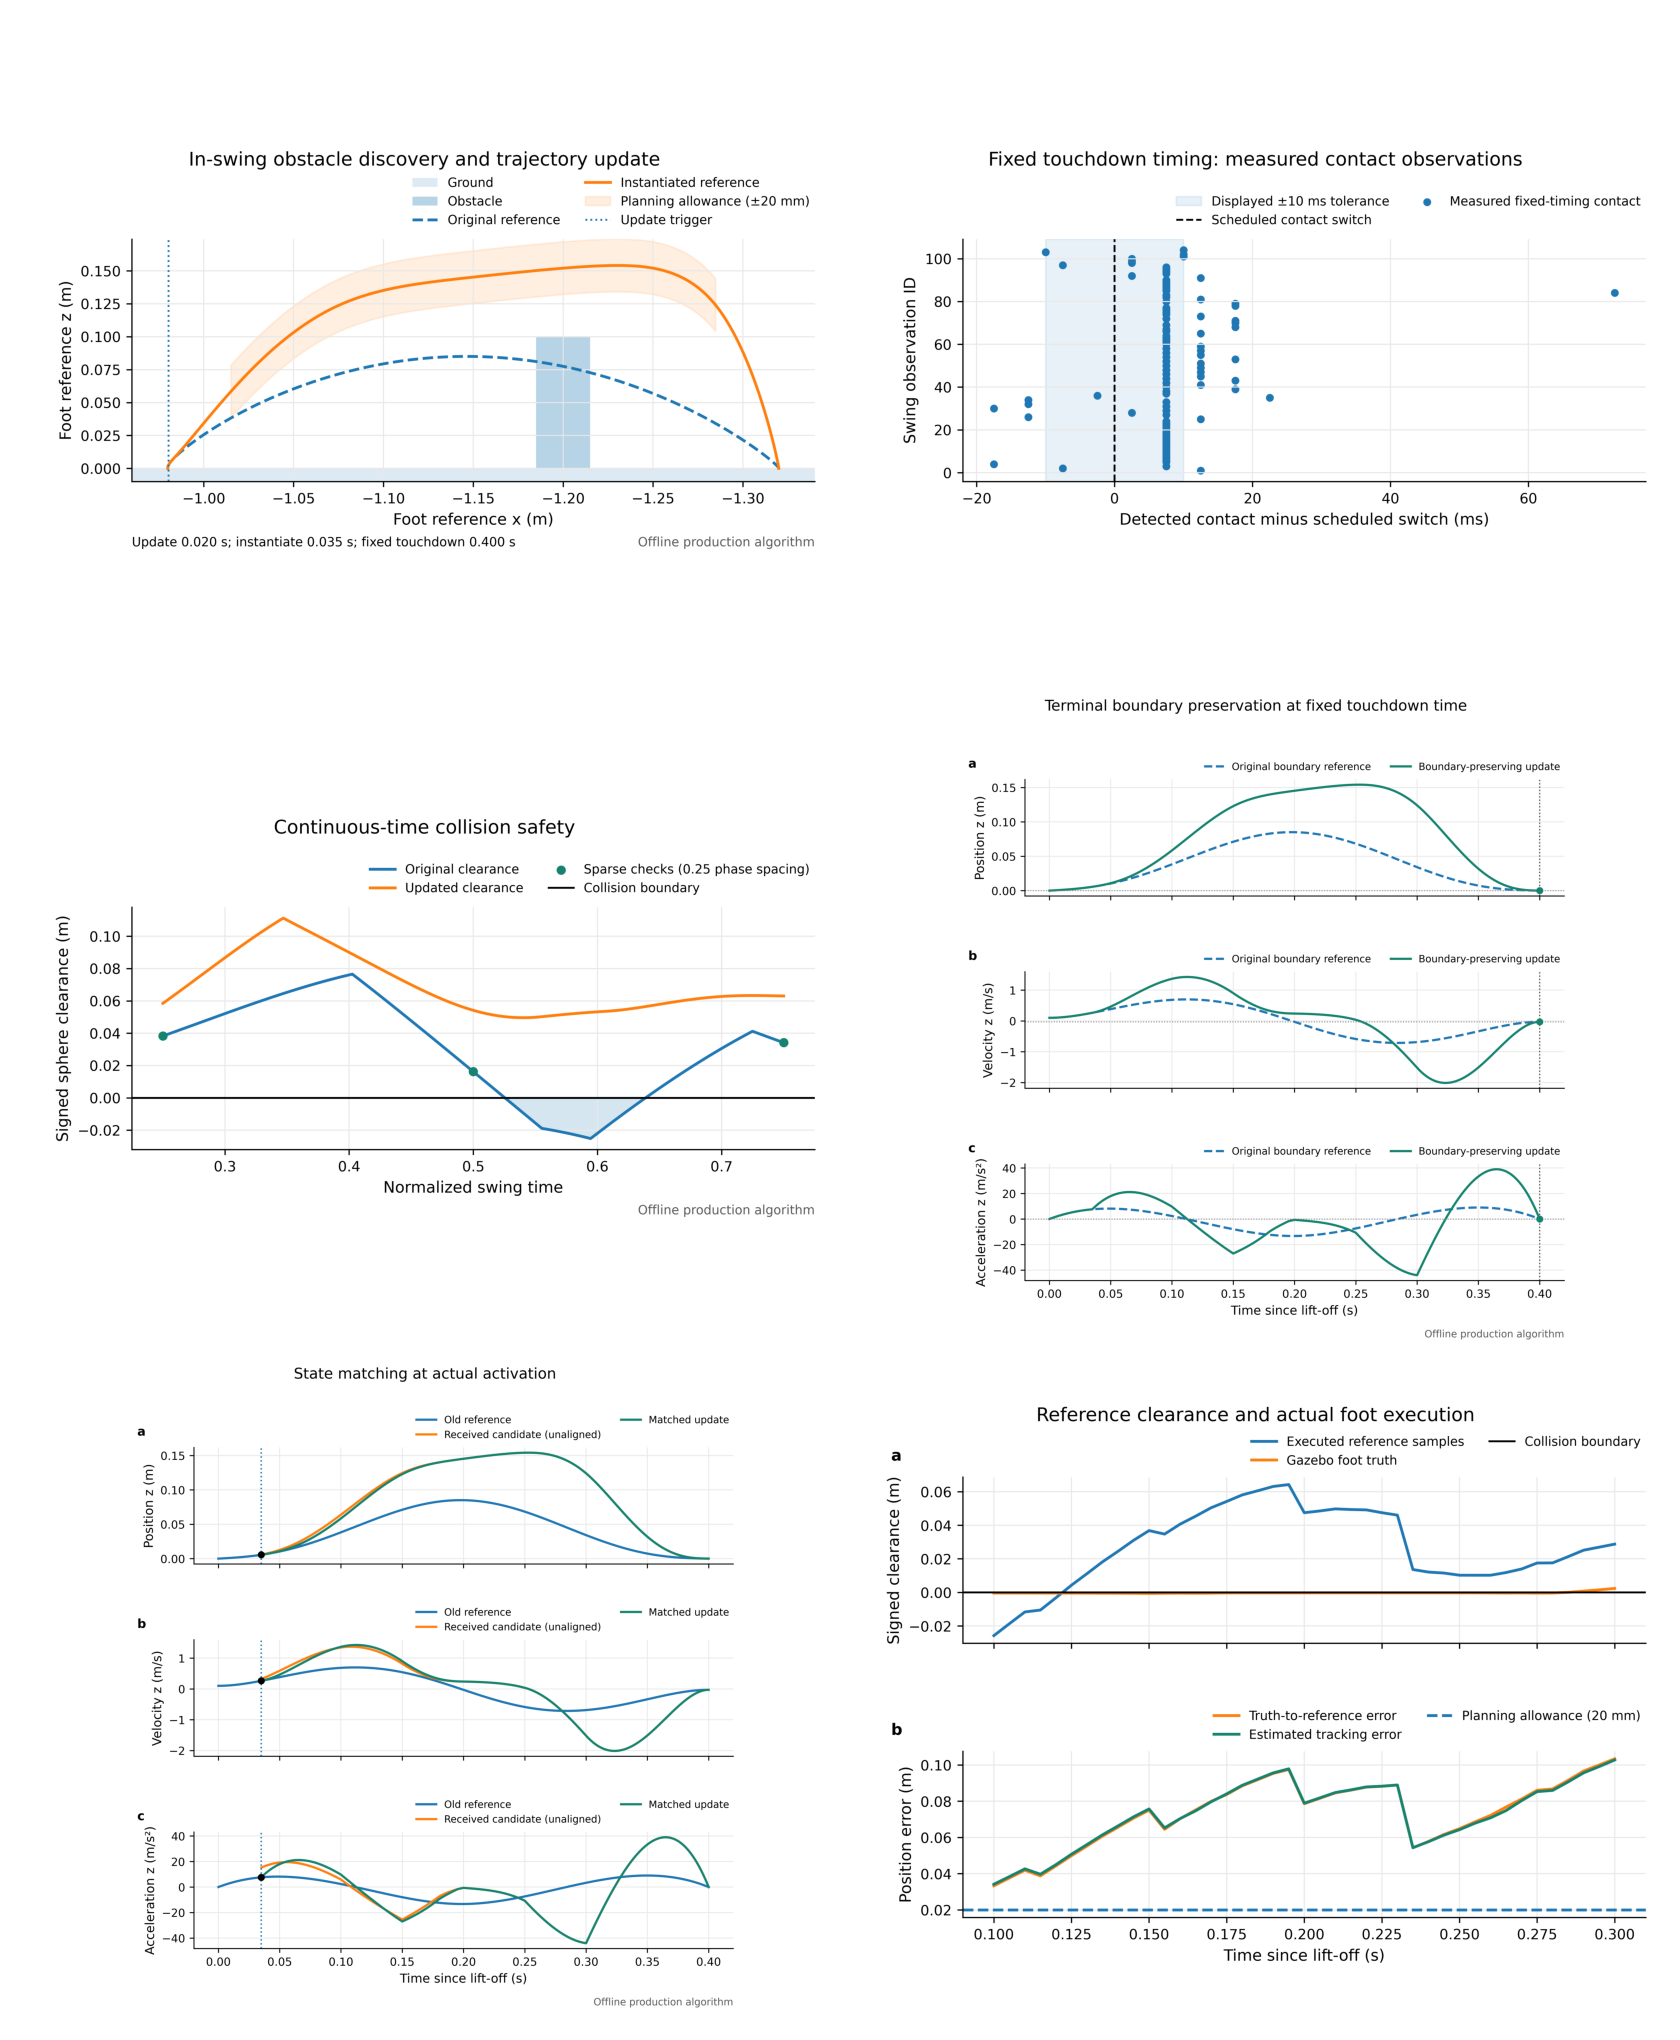 In-swing obstacle discovery and trajectory update
Ground
Obstacle
Original reference
Instantiated reference
Planning allowance (±20 mm)
Update trigger
Foot reference z (m)
0.150
0.125
0.100
0.075
0.050
0.025
0.000
−1.00 −1.05 −1.10 −1.15 −1.20 −1.25 −1.30
Foot reference x (m)
Update 0.020 s; instantiate 0.035 s; fixed touchdown 0.400 s
Offline production algorithm
Fixed touchdown timing: measured contact observations
Displayed ±10 ms tolerance
Scheduled contact switch
Measured fixed-timing contact
Swing observation ID
100
80
60
40
20
0
−20 0 20 40 60
Detected contact minus scheduled switch (ms)
Continuous-time collision safety
Original clearance
Updated clearance
Sparse checks (0.25 phase spacing)
Collision boundary
Signed sphere clearance (m)
0.10
0.08
0.06
0.04
0.02
0.00
−0.02
0.3 0.4 0.5 0.6 0.7
Normalized swing time
Offline production algorithm
Terminal boundary preservation at fixed touchdown time
a
Original boundary reference
Boundary-preserving update
Position z (m)
0.15
0.10
0.05
0.00
b
Original boundary reference
Boundary-preserving update
Velocity z (m/s)
1
0
−1
−2
c
Original boundary reference
Boundary-preserving update
Acceleration z (m/s²)
40
20
0
−20
−40
0.00 0.05 0.10 0.15 0.20 0.25 0.30 0.35 0.40
Time since lift-off (s)
Offline production algorithm
State matching at actual activation
a
Old reference
Received candidate (unaligned)
Matched update
Position z (m)
0.15
0.10
0.05
0.00
b
Old reference
Received candidate (unaligned)
Matched update
Velocity z (m/s)
1
0
−1
−2
c
Old reference
Received candidate (unaligned)
Matched update
Acceleration z (m/s²)
40
20
0
−20
−40
0.00 0.05 0.10 0.15 0.20 0.25 0.30 0.35 0.40
Time since lift-off (s)
Offline production algorithm
Reference clearance and actual foot execution
a
Executed reference samples
Gazebo foot truth
Collision boundary
Signed clearance (m)
0.06
0.04
0.02
0.00
−0.02
b
Truth-to-reference error
Estimated tracking error
Planning allowance (20 mm)
Position error (m)
0.10
0.08
0.06
0.04
0.02
0.100 0.125 0.150 0.175 0.200 0.225 0.250 0.275 0.300
Time since lift-off (s)